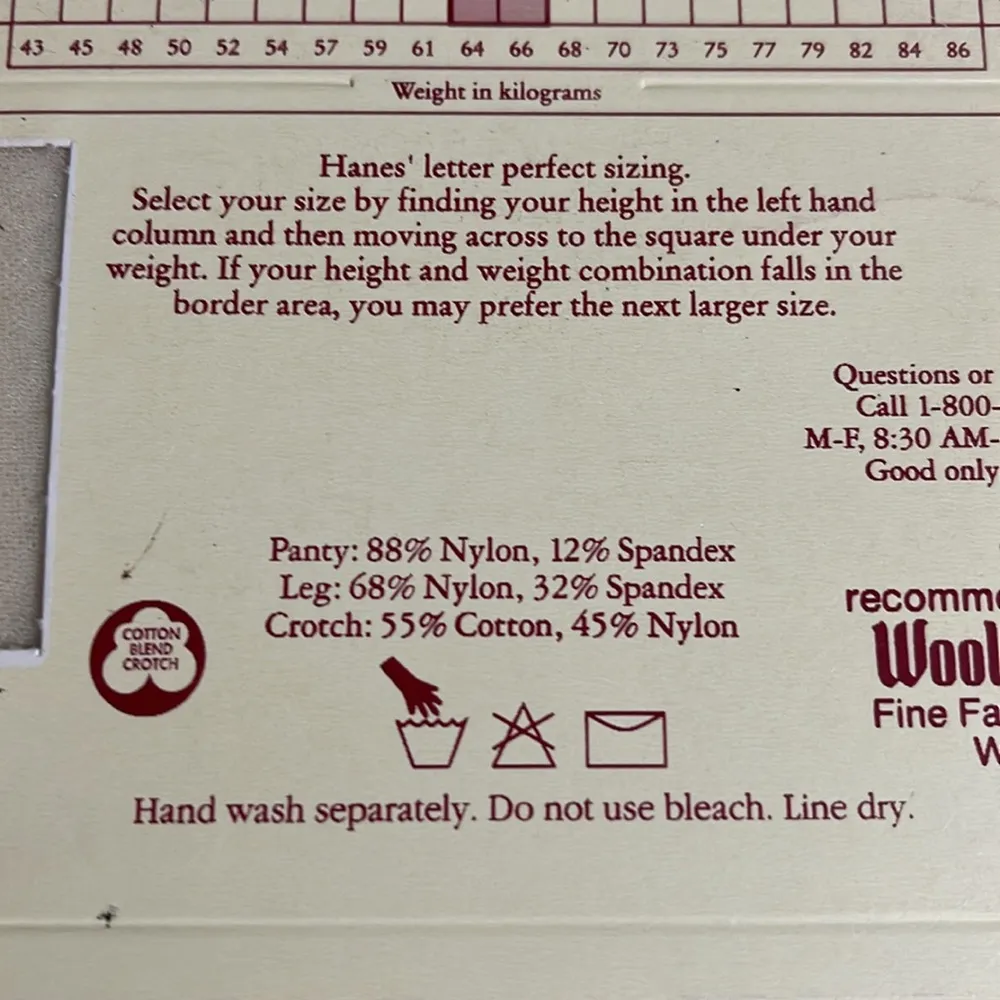 43 45 48 50 52 54 57 59 61 64 66 68 70 73 75 77 79 82 84 86
Weight in kilograms
Hanes' letter perfect sizing.
Select your size by finding your height in the left hand
column and then moving across to the square under your
weight. If your height and weight combination falls in the
border area, you may prefer the next larger size.
Questions or
Call 1-800-
M-F, 8:30 AM-
Good only
Panty: 88% Nylon, 12% Spandex
Leg: 68% Nylon, 32% Spandex
Crotch: 55% Cotton, 45% Nylon
COTTON
BLEND
CROTCH
recomme
Wool
Fine Fa
W
Hand wash separately. Do not use bleach. Line dry.